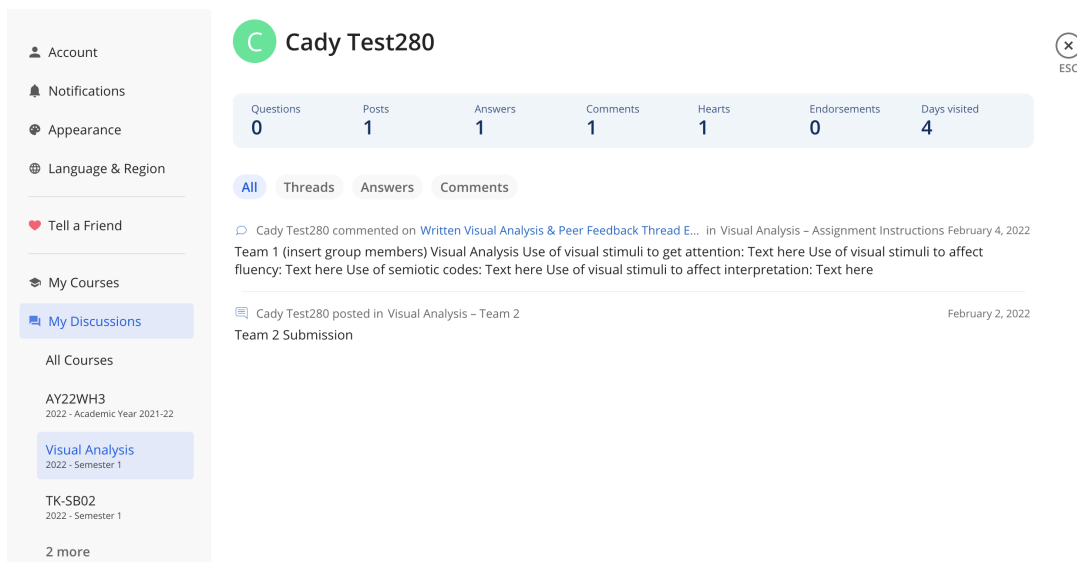 C
Cady Test280
ESC
Account
Notifications
Appearance
Language & Region
Tell a Friend
My Courses
My Discussions
All Courses
AY22WH3
2022 - Academic Year 2021-22
Visual Analysis
2022 - Semester 1
TK-SB02
2022 - Semester 1
2 more
Questions Posts Answers Comments Hearts Endorsements Days visited
0 1 1 1 1 0 4
All Threads Answers Comments
Cady Test280 commented on Written Visual Analysis & Peer Feedback Thread E... in Visual Analysis – Assignment Instructions February 4, 2022
Team 1 (insert group members) Visual Analysis Use of visual stimuli to get attention: Text here Use of visual stimuli to affect
fluency: Text here Use of semiotic codes: Text here Use of visual stimuli to affect interpretation: Text here
Cady Test280 posted in Visual Analysis – Team 2 February 2, 2022
Team 2 Submission